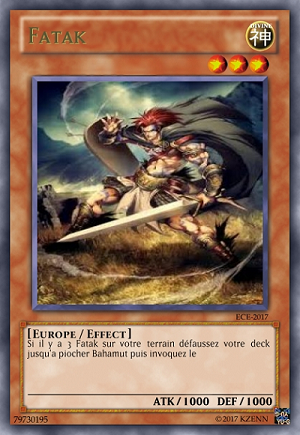 Fatak
DIVINE
神
ECE-2017
[Europe / Effect]
Si il y a 3 Fatak sur votre terrain défaussez votre deck
jusqu'a piocher Bahamut puis invoquez le
ATK / 1000 DEF / 1000
79730195
©2017 KZENN